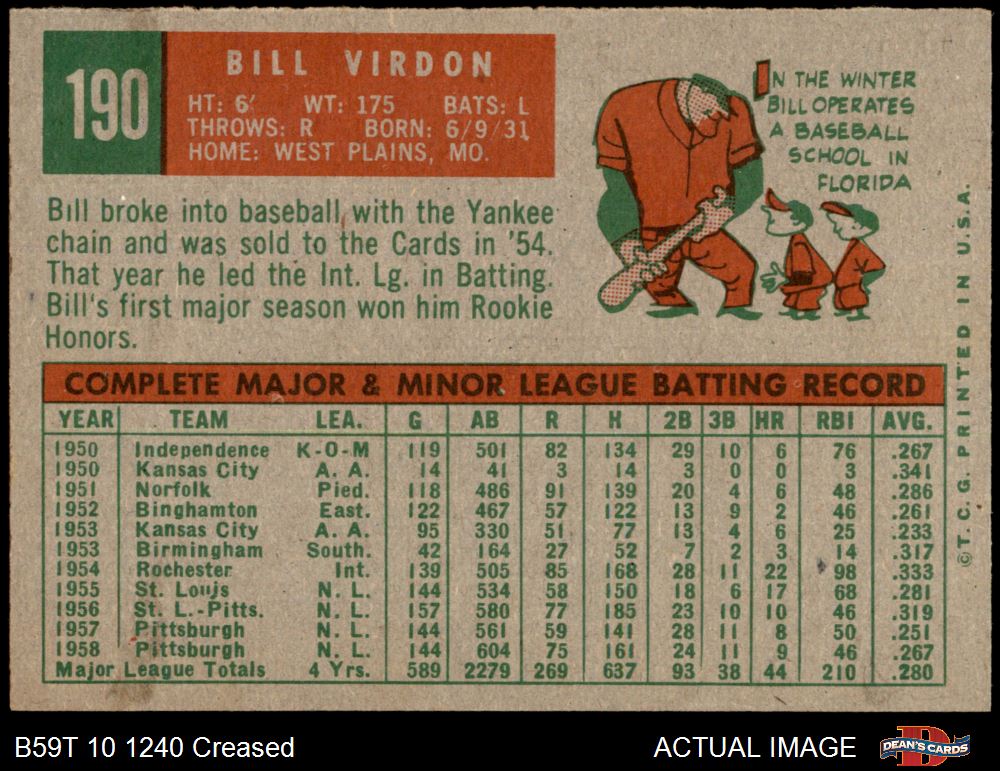 190
BILL VIRDON
HT: 6' WT: 175 BATS: L
THROWS: R BORN: 6/9/31
HOME: WEST PLAINS, MO.
IN THE WINTER
BILL OPERATES
A BASEBALL
SCHOOL IN
FLORIDA
Bill broke into baseball with the Yankee
chain and was sold to the Cards in '54.
That year he led the Int. Lg. in Batting.
Bill's first major season won him Rookie
Honors.
COMPLETE MAJOR & MINOR LEAGUE BATTING RECORD
YEAR TEAM LEA. G AB R H 2B 3B HR RBI AVG.
1950 Independence K-O-M 119 501 82 134 29 10 6 76 .267
1950 Kansas City A. A. 14 41 3 14 3 0 0 3 .341
1951 Norfolk Pied. 118 486 91 139 20 4 6 48 .286
1952 Binghamton East. 122 467 57 122 13 9 2 46 .261
1953 Kansas City A. A. 95 330 51 77 13 4 6 25 .233
1953 Birmingham South. 42 164 27 52 7 2 3 14 .317
1954 Rochester Int. 139 505 85 168 28 11 22 98 .333
1955 St. Louis N. L. 144 534 58 150 18 6 17 68 .281
1956 St. L.-Pitts. N. L. 157 580 77 185 23 10 10 46 .319
1957 Pittsburgh N. L. 144 561 59 141 28 11 8 50 .251
1958 Pittsburgh N. L. 144 604 75 161 24 11 9 46 .267
Major League Totals 4 Yrs. 589 2279 269 637 93 38 44 210 .280
©T. C. G. PRINTED IN U.S.A.
B59T 10 1240 Creased
ACTUAL IMAGE
DEAN'S CARDS